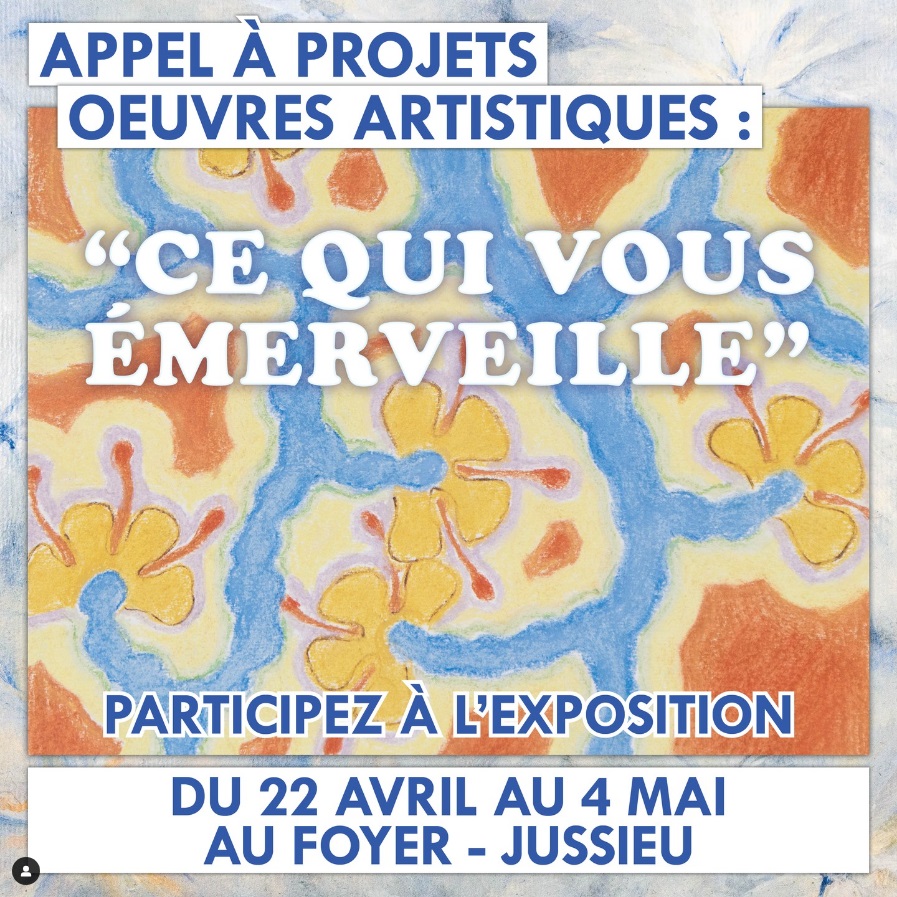 APPEL À PROJETS
OEUVRES ARTISTIQUES :
“CE QUI VOUS
ÉMERVEILLE”
PARTICIPEZ À L’EXPOSITION
DU 22 AVRIL AU 4 MAI
AU FOYER - JUSSIEU